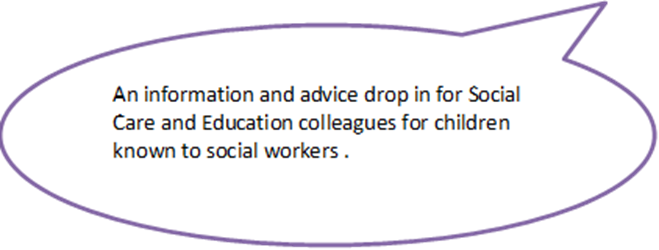 An information and advice drop in for Social
Care and Education colleagues for children
known to social workers .